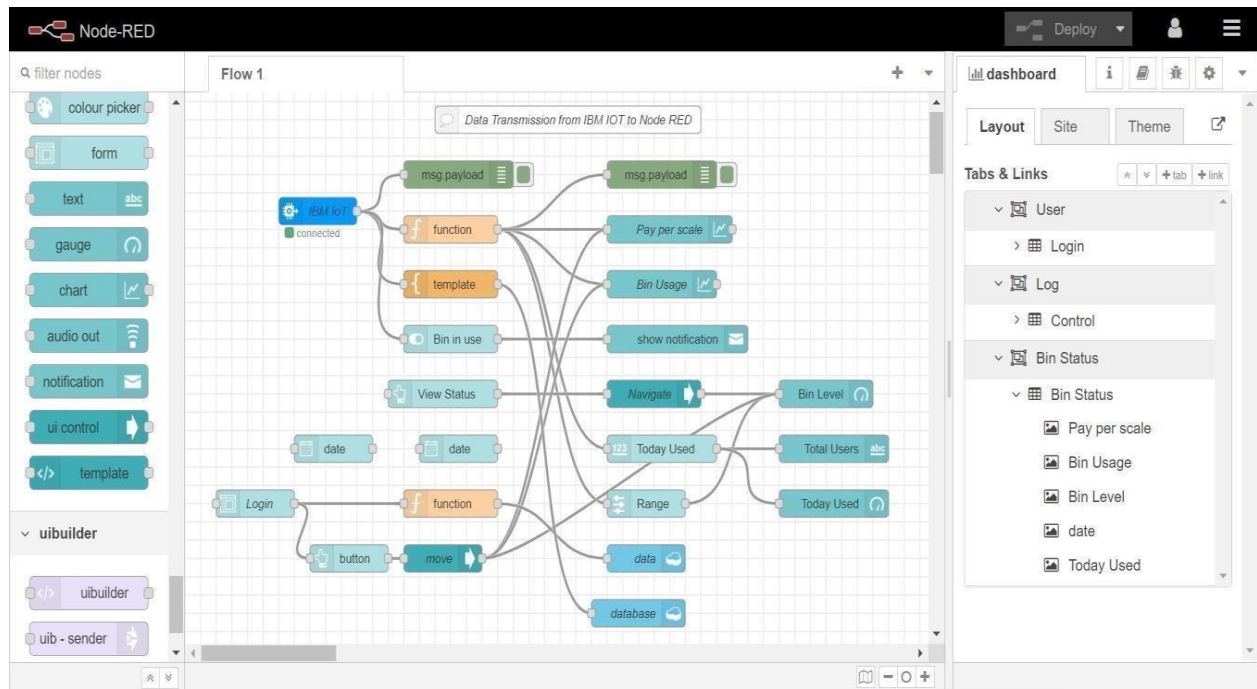 Node-RED
Deploy
filter nodes
colour picker
form
text
abc
gauge
chart
audio out
notification
ui control
</> template
uibuilder
</> uibuilder
uib - sender
Flow 1
Data Transmission from IBM IOT to Node RED
msg.payload
msg.payload
IBM IoT
connected
f function
Pay per scale
{ template
Bin Usage
Bin in use
show notification
View Status
Navigate
Bin Level
date
date
123 Today Used
Total Users abc
Login
f function
Range
Today Used
button
move
data
database
dashboard
i
Layout
Site
Theme
Tabs & Links
+tab
+link
User
Login
Log
Control
Bin Status
Bin Status
Pay per scale
Bin Usage
Bin Level
date
Today Used